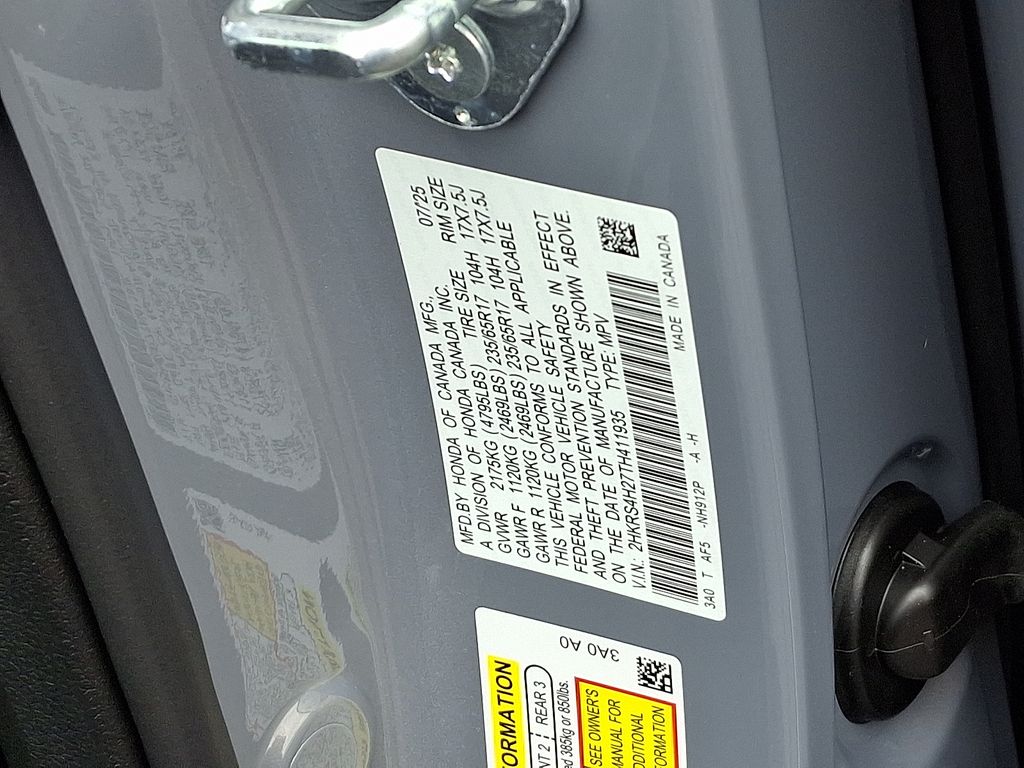 MFD.BY HONDA OF CANADA MFG., 07/25
A DIVISION OF HONDA CANADA INC.
TIRE SIZE RIM SIZE
GVWR 2175KG (4795LBS)
GAWR F 1120KG (2469LBS) 235/65R17 104H 17X7.5J
GAWR R 1120KG (2469LBS) 235/65R17 104H 17X7.5J
THIS VEHICLE CONFORMS TO ALL APPLICABLE
FEDERAL MOTOR VEHICLE SAFETY
AND THEFT PREVENTION STANDARDS IN EFFECT
ON THE DATE OF MANUFACTURE SHOWN ABOVE.
V.I.N.: 2HKRS4H27TH411935 TYPE: MPV
3A0 T AF5 -NH912P -A -H MADE IN CANADA
3A0 A0
ORMATION
NT 2 REAR 3
ed 385kg or 850lbs.
SEE OWNER'S
MANUAL FOR
ADDITIONAL
FORMATION